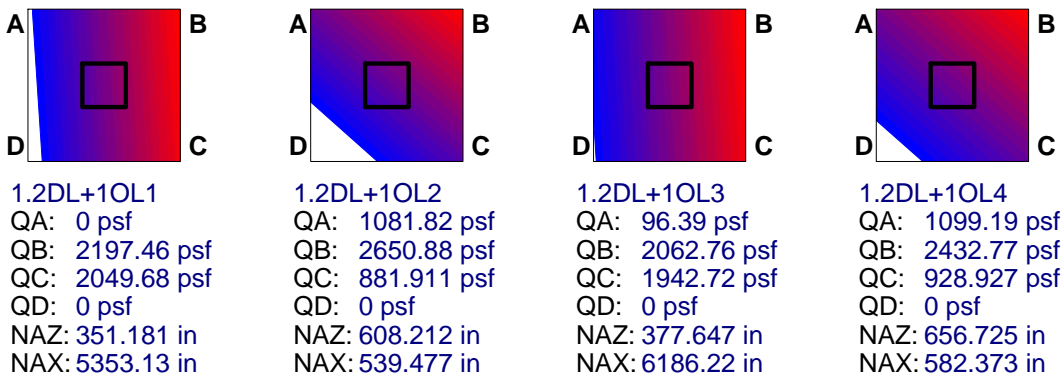 A B
D C
1.2DL+1OL1
QA: 0 psf
QB: 2197.46 psf
QC: 2049.68 psf
QD: 0 psf
NAZ: 351.181 in
NAX: 5353.13 in
A B
D C
1.2DL+1OL2
QA: 1081.82 psf
QB: 2650.88 psf
QC: 881.911 psf
QD: 0 psf
NAZ: 608.212 in
NAX: 539.477 in
A B
D C
1.2DL+1OL3
QA: 96.39 psf
QB: 2062.76 psf
QC: 1942.72 psf
QD: 0 psf
NAZ: 377.647 in
NAX: 6186.22 in
A B
D C
1.2DL+1OL4
QA: 1099.19 psf
QB: 2432.77 psf
QC: 928.927 psf
QD: 0 psf
NAZ: 656.725 in
NAX: 582.373 in